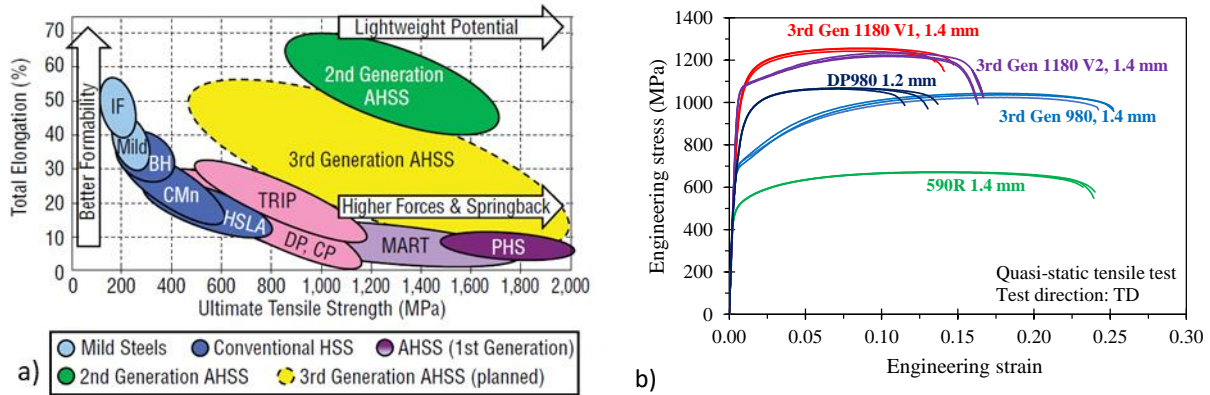 Lightweight Potential
70
60
50
40
30
20
10
0
Total Elongation (%)
Better Formability
2nd Generation
AHSS
IF
Mild
BH
3rd Generation AHSS
CMn
TRIP
Higher Forces & Springback
HSLA
DP, CP
MART
PHS
0 200 400 600 800 1,000 1,200 1,400 1,600 1,800 2,000
Ultimate Tensile Strength (MPa)
Mild Steels Conventional HSS AHSS (1st Generation)
2nd Generation AHSS 3rd Generation AHSS (planned)
a)
1400
1200
1000
800
600
400
200
0
Engineering stress (MPa)
3rd Gen 1180 V1, 1.4 mm
3rd Gen 1180 V2, 1.4 mm
DP980 1.2 mm
3rd Gen 980, 1.4 mm
590R 1.4 mm
Quasi-static tensile test
Test direction: TD
0.00 0.05 0.10 0.15 0.20 0.25 0.30
Engineering strain
b)